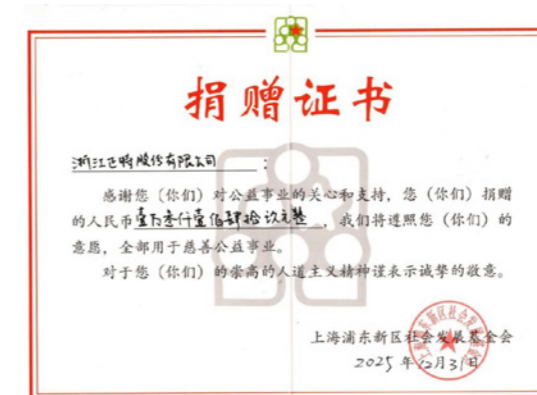 捐赠证书
浙江正特股份有限公司：
感谢您（你们）对公益事业的关心和支持，您（你们）捐赠
的人民币壹万叁仟壹佰肆拾玖元整，我们将遵照您（你们）的
意愿，全部用于慈善公益事业。
对于您（你们）的崇高的人道主义精神谨表示诚挚的敬意。
上海浦东新区社会发展基金会
2025年12月31日